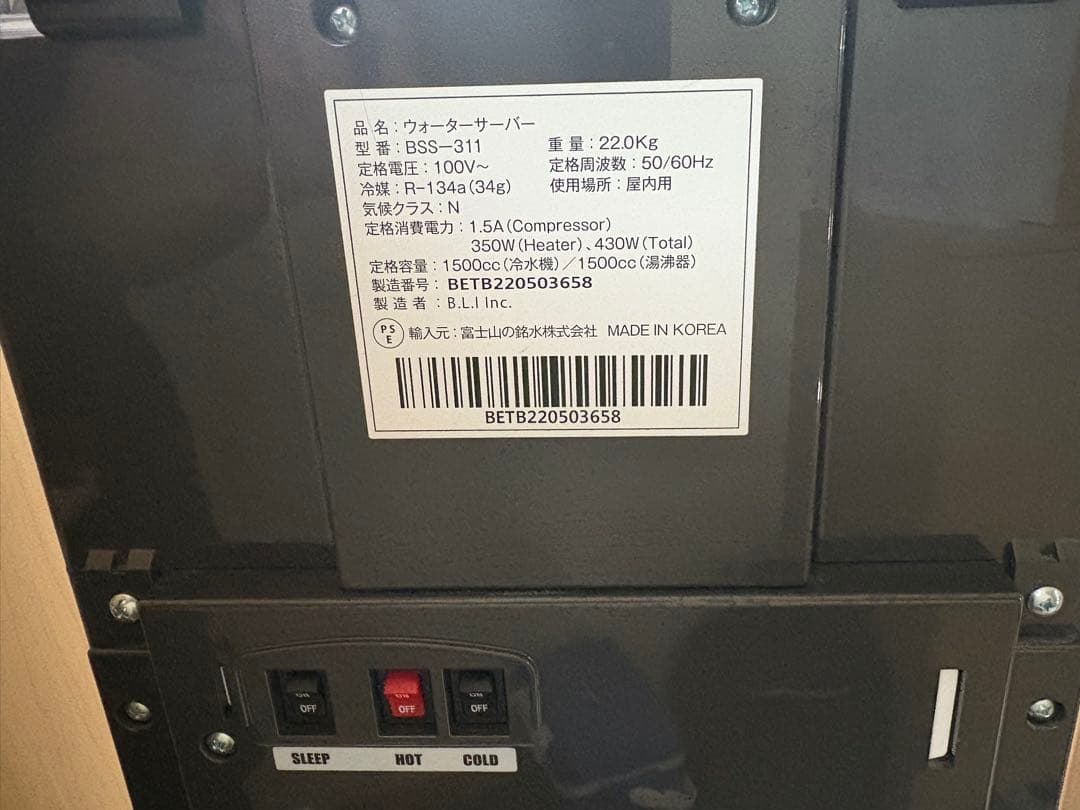 品 名：ウォーターサーバー
型 番：BSS-311　重 量：22.0Kg
定格電圧：100V～　定格周波数：50/60Hz
冷媒：R-134a(34g)　使用場所：屋内用
気候クラス：N
定格消費電力：1.5A(Compressor)
350W(Heater)、430W(Total)
定格容量：1500cc(冷水機)／1500cc(湯沸器)
製造番号：BETB220503658
製 造 者：B.L.I Inc.
PS
E 輸入元：富士山の銘水株式会社 MADE IN KOREA
BETB220503658
ON ON ON
OFF OFF OFF
SLEEP HOT COLD